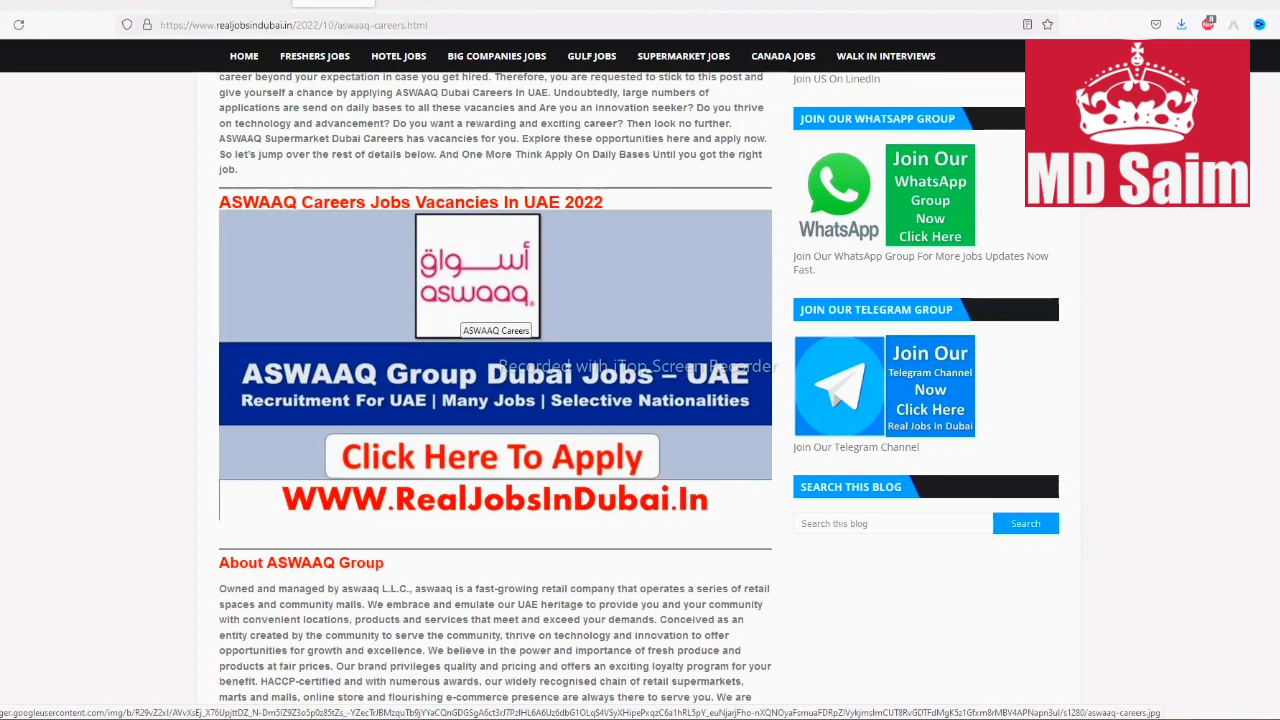 https://www.realjobsindubai.in/2022/10/aswaaq-careers.html
8
HOME FRESHERS JOBS HOTEL JOBS BIG COMPANIES JOBS GULF JOBS SUPERMARKET JOBS CANADA JOBS WALK IN INTERVIEWS
career beyond your expectation in case you get hired. Therefore, you are requested to stick to this post and
give yourself a chance by applying ASWAAQ Dubai Careers In UAE. Undoubtedly, large numbers of
applications are send on daily bases to all these vacancies and Are you an innovation seeker? Do you thrive
on technology and advancement? Do you want a rewarding and exciting career? Then look no further.
ASWAAQ Supermarket Dubai Careers has vacancies for you. Explore these opportunities here and apply now.
So let's jump over the rest of details below. And One More Think Apply On Daily Bases Until you got the right
job.
ASWAAQ Careers Jobs Vacancies In UAE 2022
أسواق
aswaaq
ASWAAQ Careers
ASWAAQ Group Dubai Jobs – UAE
Recruitment For UAE | Many Jobs | Selective Nationalities
Click Here To Apply
WWW.RealJobsInDubai.In
Recorded with iTop Screen Recorder
About ASWAAQ Group
Owned and managed by aswaaq L.L.C., aswaaq is a fast-growing retail company that operates a series of retail
spaces and community malls. We embrace and emulate our UAE heritage to provide you and your community
with convenient locations, products and services that meet and exceed your demands. Conceived as an
entity created by the community to serve the community, thrive on technology and innovation to offer
opportunities for growth and excellence. We believe in the power and importance of fresh produce and
products at fair prices. Our brand privileges quality and pricing and offers an exciting loyalty program for your
benefit. HACCP-certified and with numerous awards, our widely recognised chain of retail supermarkets,
marts and malls, online store and flourishing e-commerce presence are always there to serve you. We are
Join US On LinedIn
JOIN OUR WHATSAPP GROUP
WhatsApp
Join Our
WhatsApp
Group
Now
Click Here
Join Our WhatsApp Group For More Jobs Updates Now
Fast.
JOIN OUR TELEGRAM GROUP
Join Our
Telegram Channel
Now
Click Here
Real Jobs In Dubai
Join Our Telegram Channel
SEARCH THIS BLOG
Search this blog
Search
MD Saim